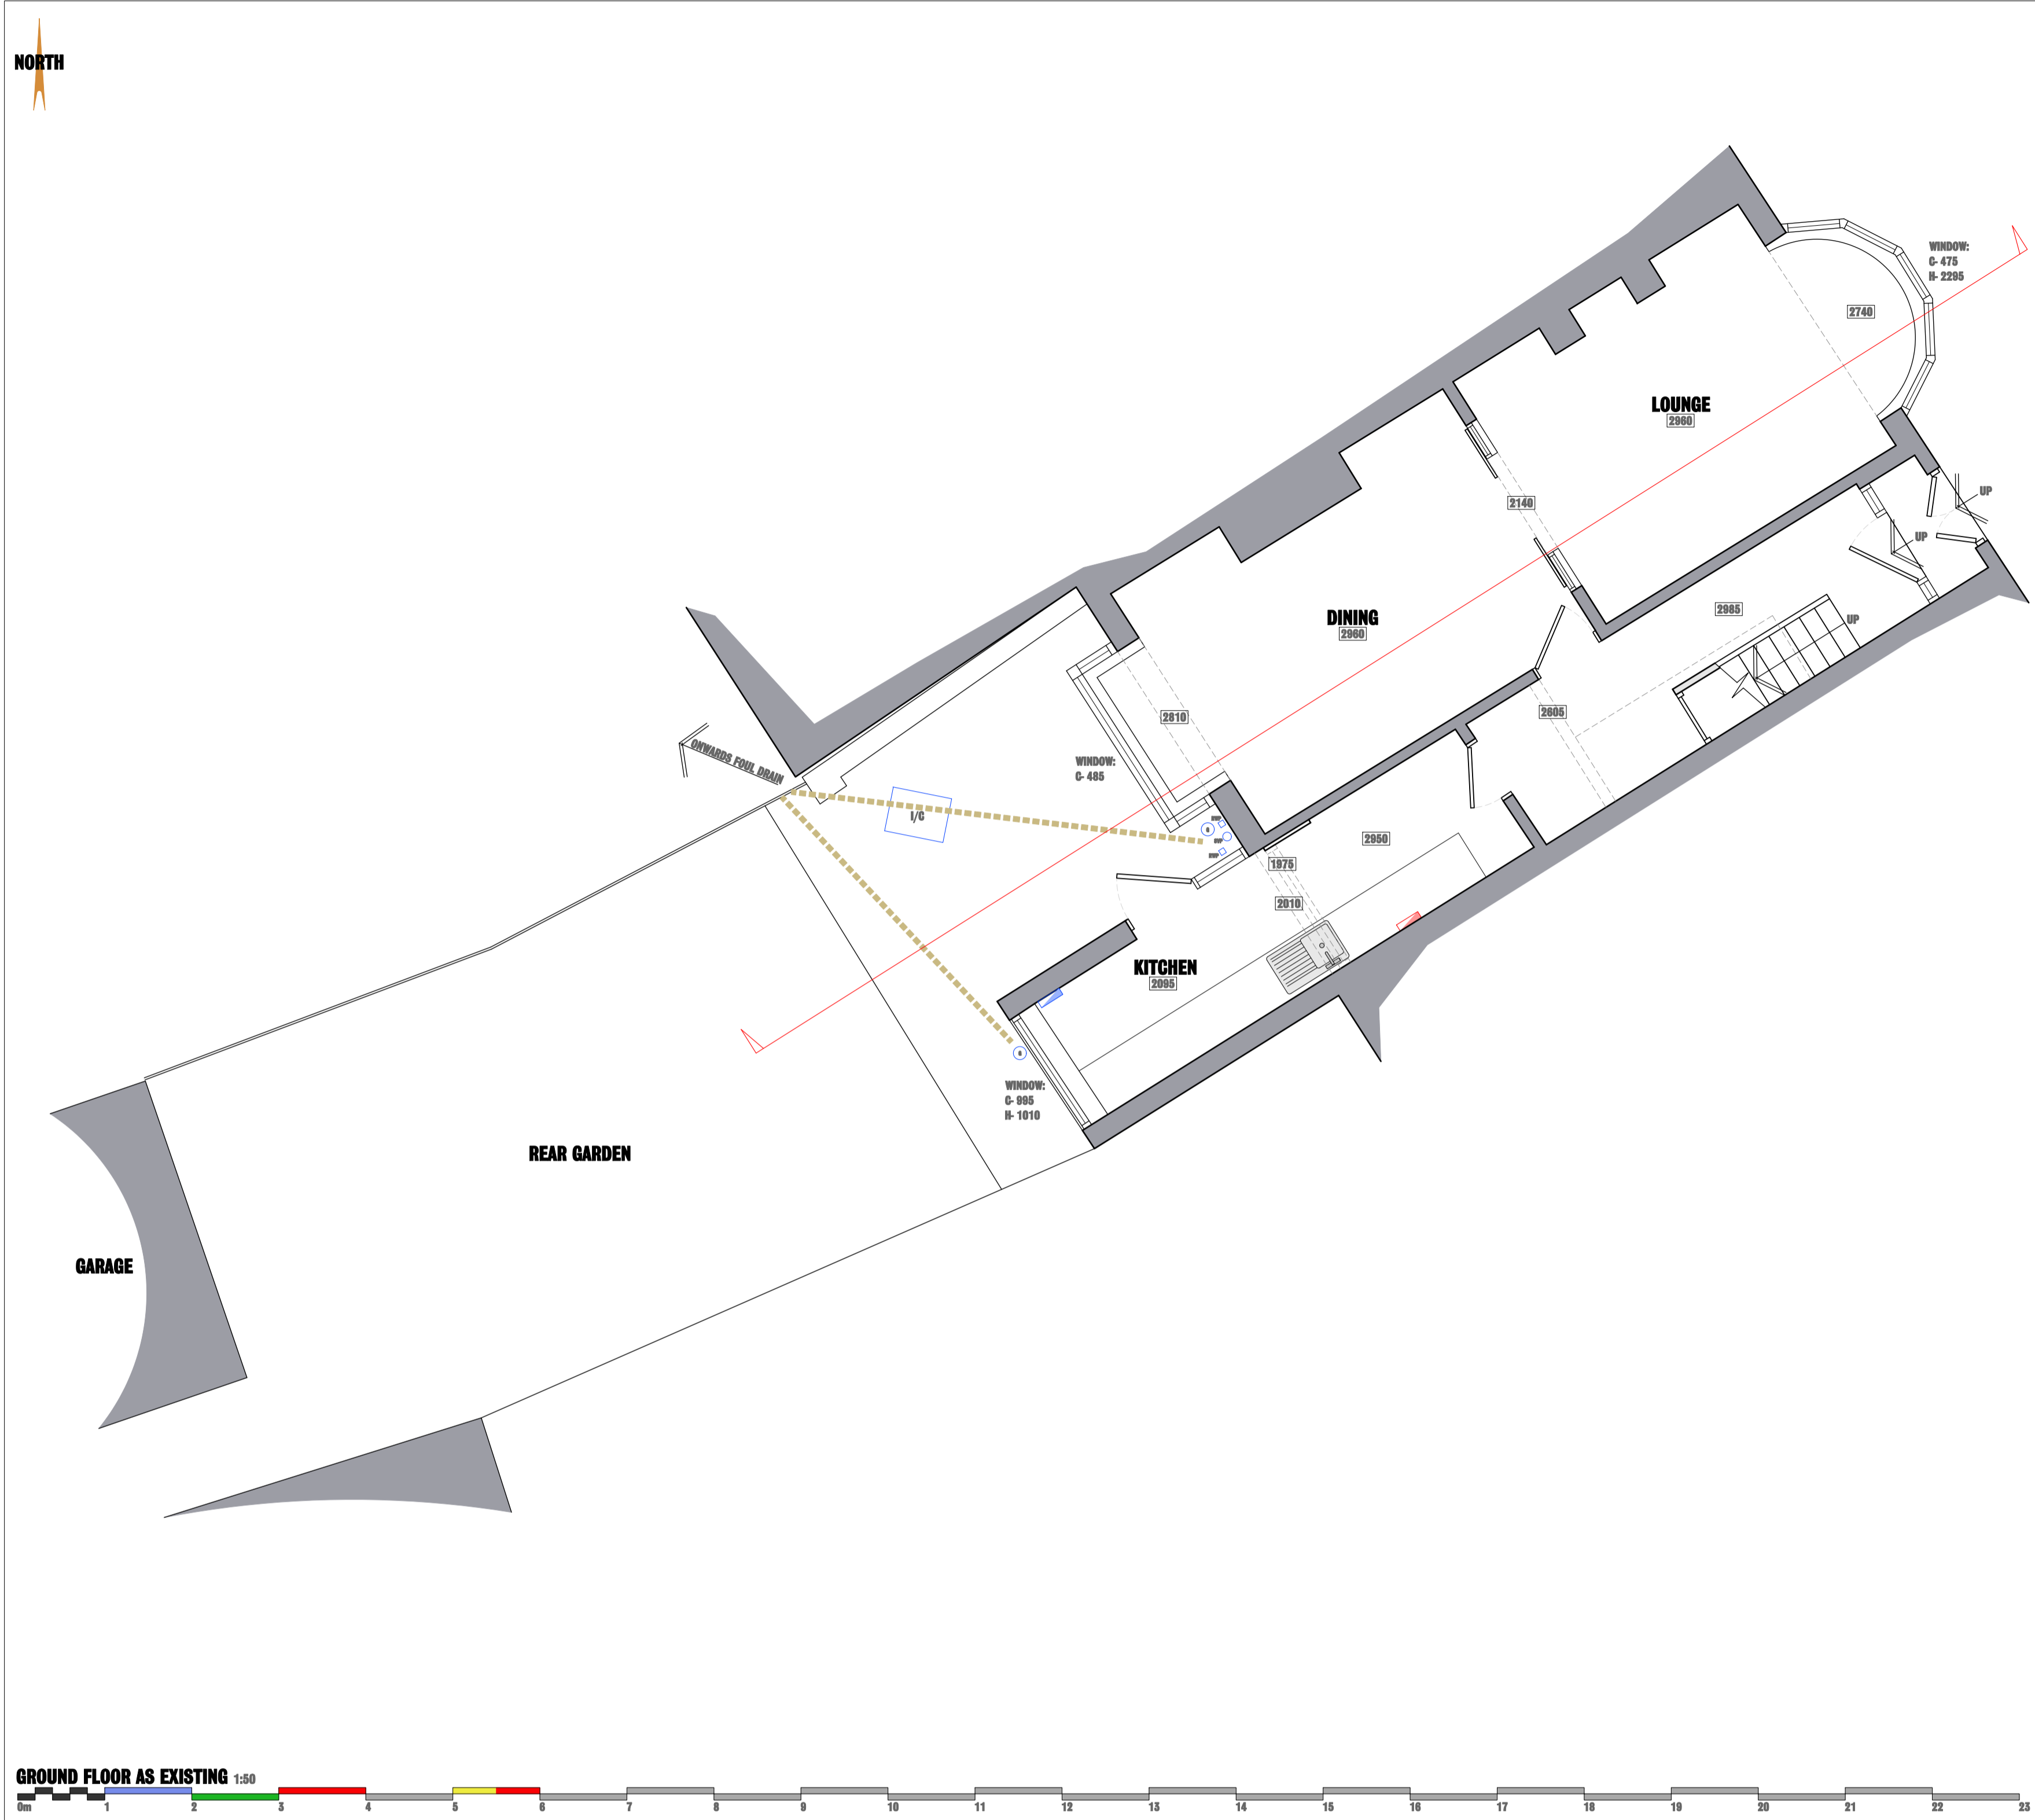 NORTH
WINDOW:
C- 475
H- 2295
2740
LOUNGE
2960
2140
UP
UP
2985
UP
DINING
2960
2605
2810
WINDOW:
C- 485
ONWARDS FOUL DRAIN
I/C
G
2950
1975
2010
KITCHEN
2095
G
WINDOW:
C- 995
H- 1010
REAR GARDEN
GARAGE
GROUND FLOOR AS EXISTING 1:50
0m 1 2 3 4 5 6 7 8 9 10 11 12 13 14 15 16 17 18 19 20 21 22 23